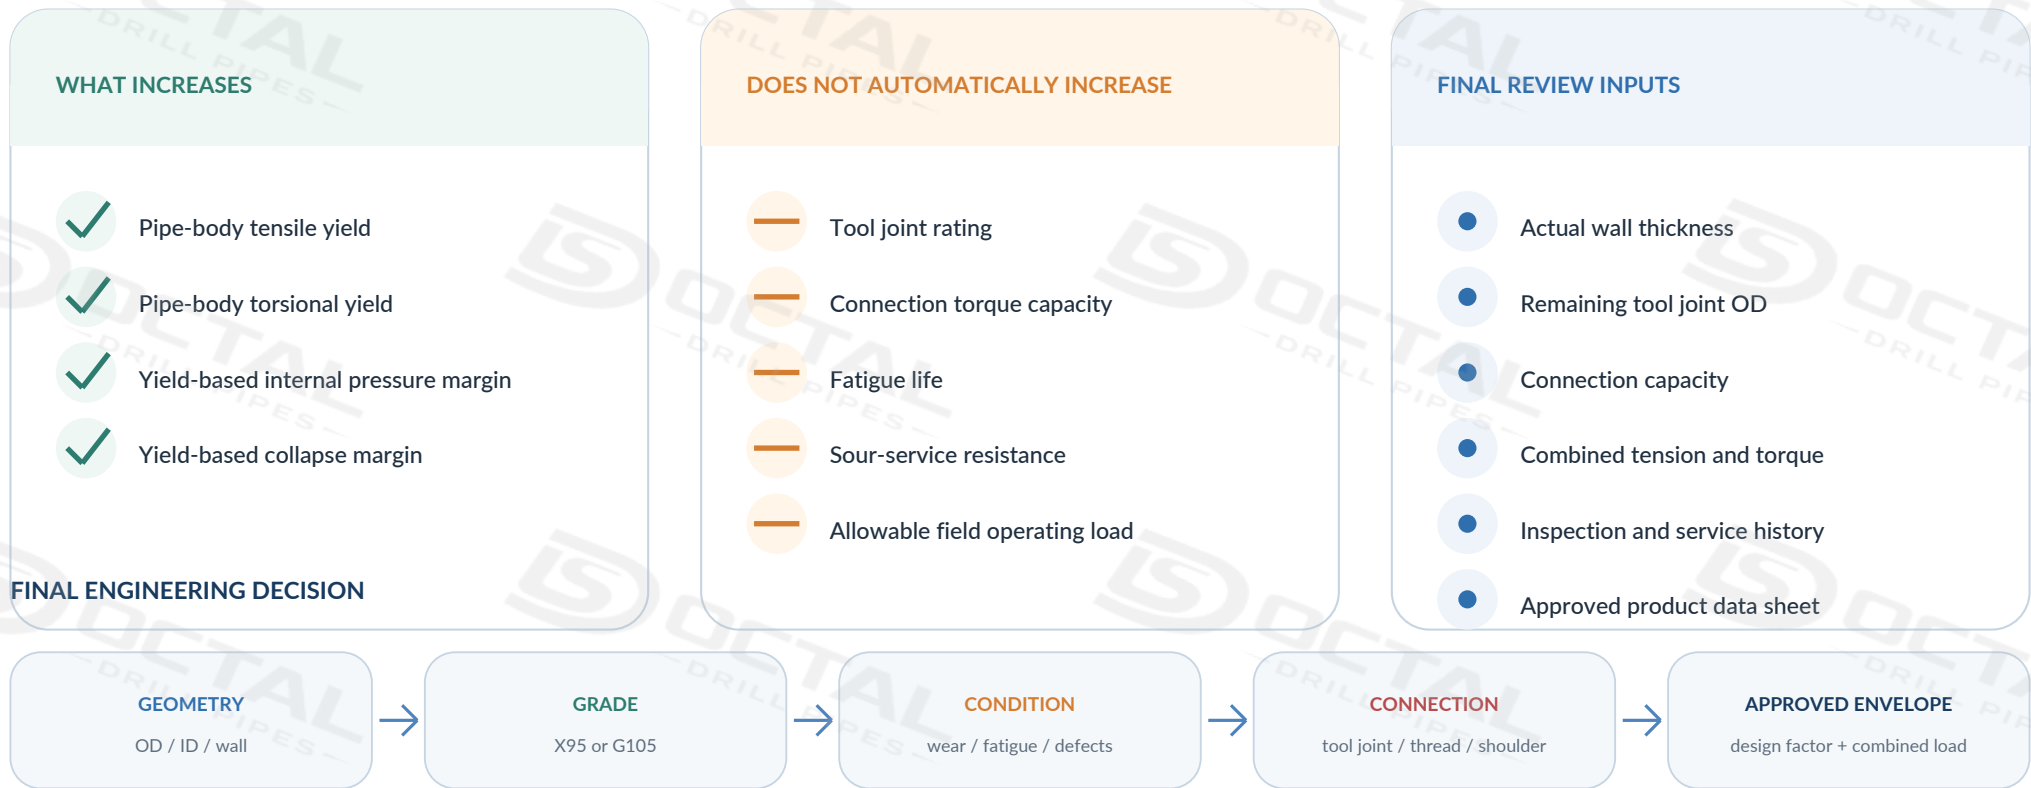 WHAT INCREASES
Pipe-body tensile yield
Pipe-body torsional yield
Yield-based internal pressure margin
Yield-based collapse margin
DOES NOT AUTOMATICALLY INCREASE
Tool joint rating
Connection torque capacity
Fatigue life
Sour-service resistance
Allowable field operating load
FINAL REVIEW INPUTS
Actual wall thickness
Remaining tool joint OD
Connection capacity
Combined tension and torque
Inspection and service history
Approved product data sheet
FINAL ENGINEERING DECISION
GEOMETRY
OD / ID / wall
GRADE
X95 or G105
CONDITION
wear / fatigue / defects
CONNECTION
tool joint / thread / shoulder
APPROVED ENVELOPE
design factor + combined load
OCTAL
DRILL PIPES